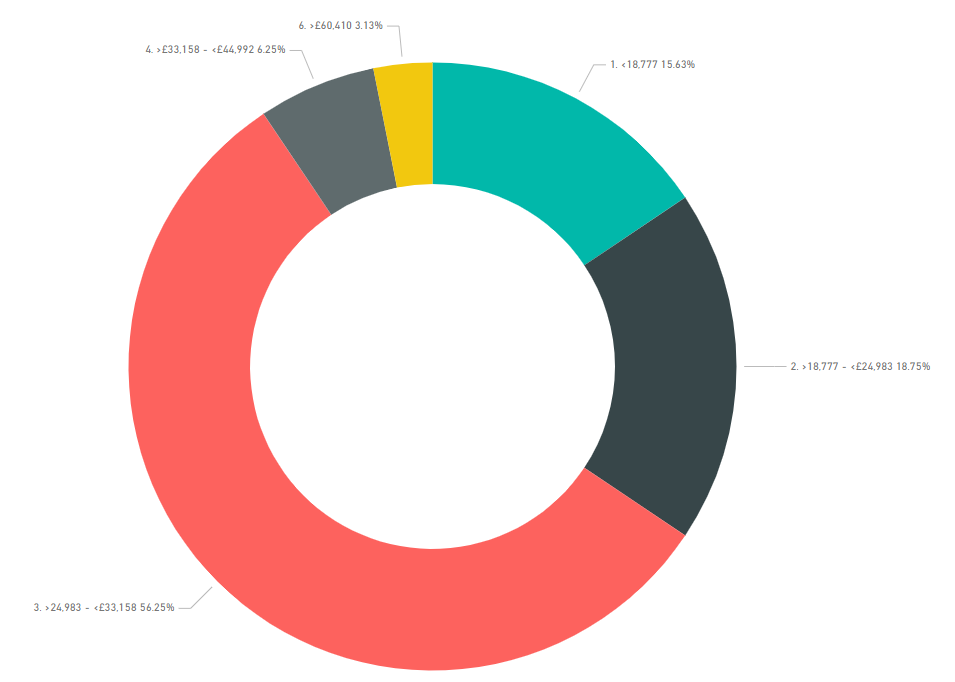 6. >£60,410 3.13%
4. >£33,158 - <£44,992 6.25%
1. <18,777 15.63%
2. >18,777 - <£24,983 18.75%
3. >24,983 - <£33,158 56.25%